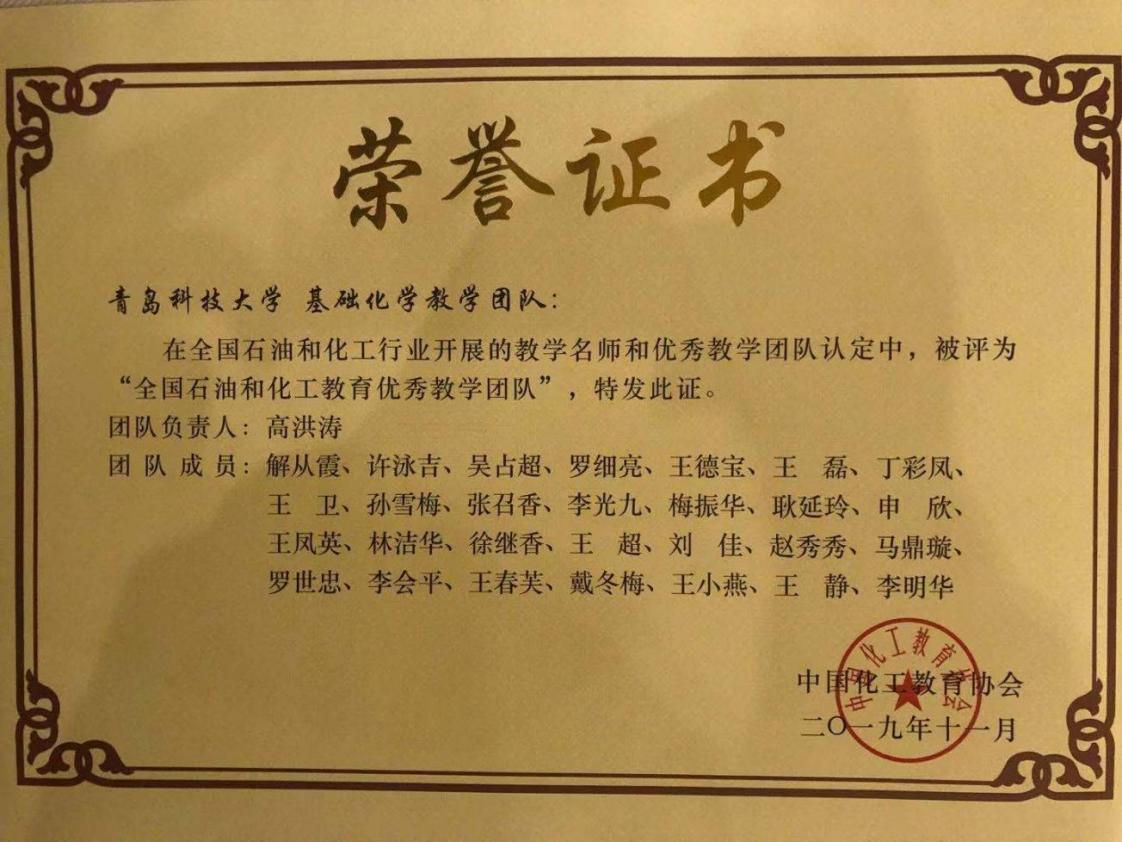 荣誉证书
青岛科技大学 基础化学教学团队：
在全国石油和化工行业开展的教学名师和优秀教学团队认定中，被评为
“全国石油和化工教育优秀教学团队”，特发此证。
团队负责人：高洪涛
团 队 成 员：解从霞、许泳吉、吴占超、罗细亮、王德宝、王　磊、丁彩凤、
王　卫、孙雪梅、张召香、李光九、梅振华、耿延玲、申　欣、
王凤英、林洁华、徐继香、王　超、刘　佳、赵秀秀、马鼎璇、
罗世忠、李会平、王春芙、戴冬梅、王小燕、王　静、李明华
中国化工教育协会
二〇一九年十一月
中国化工教育协会